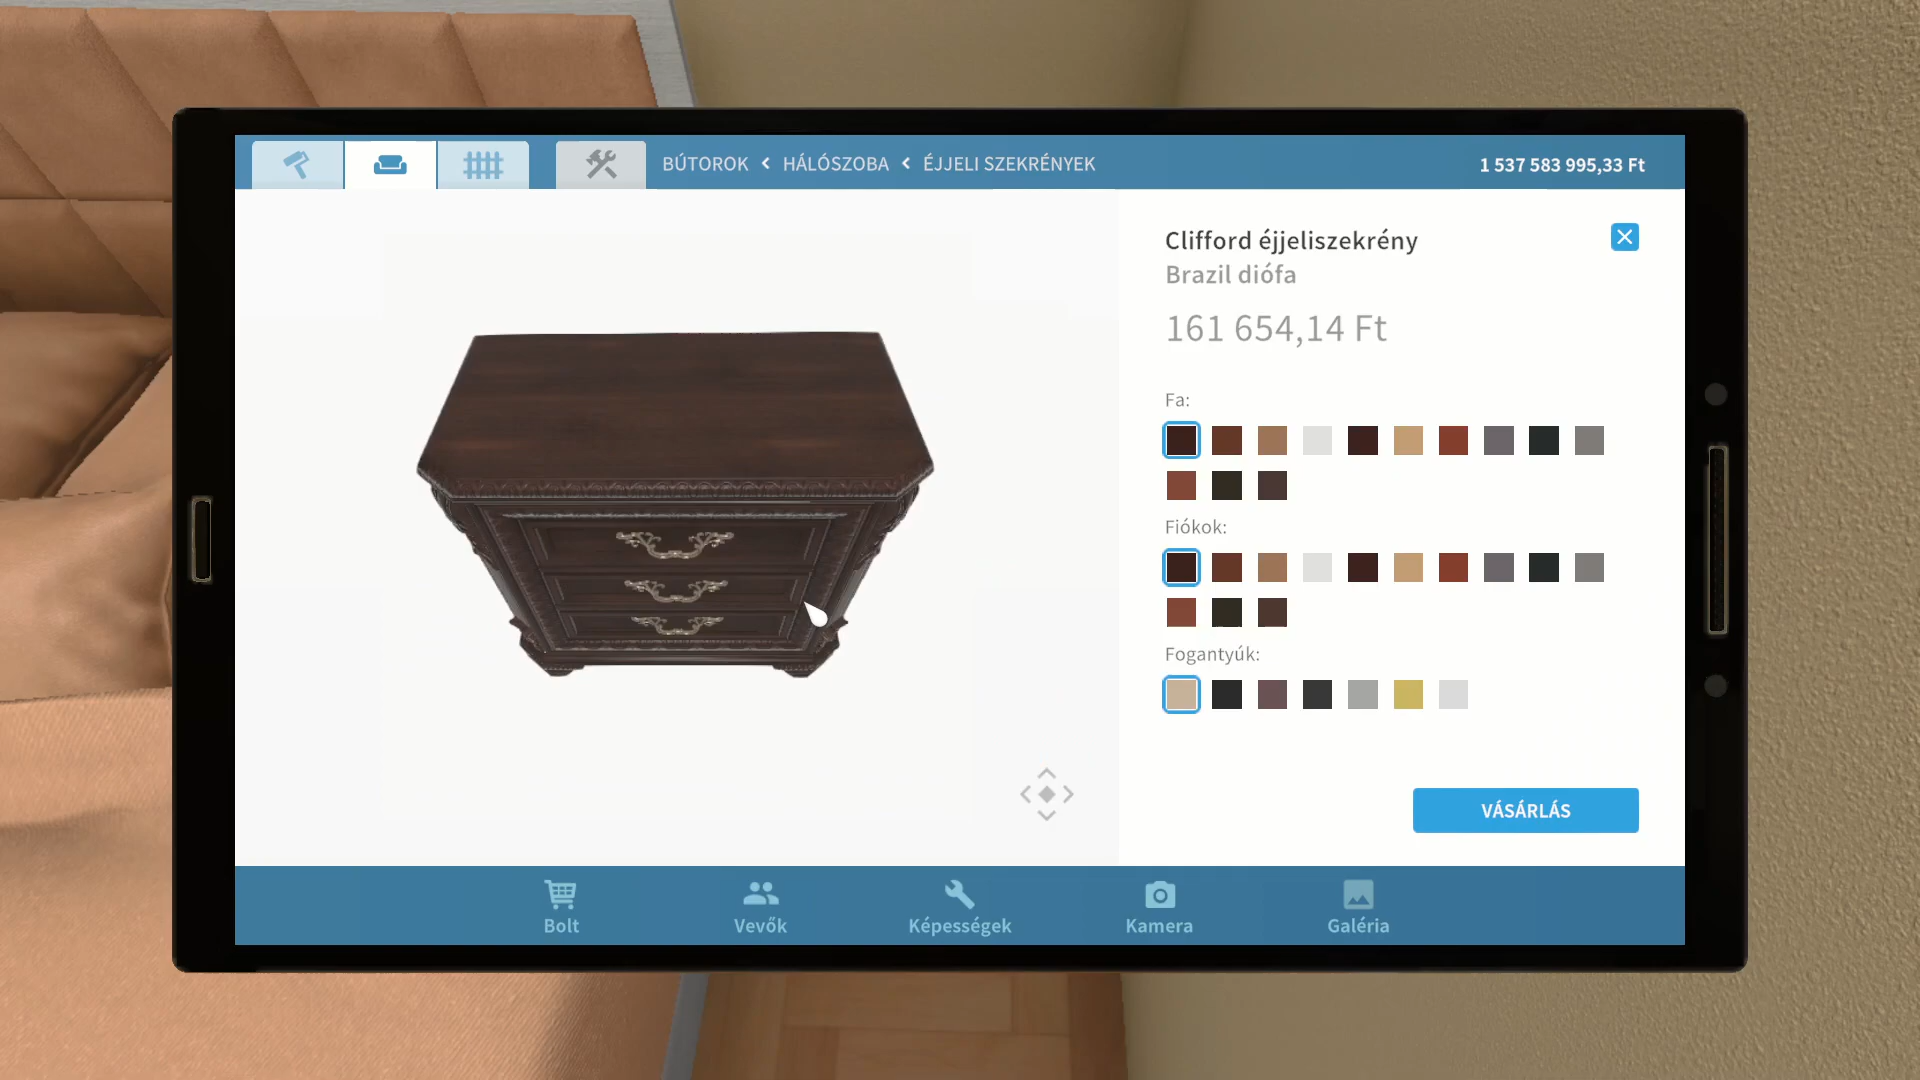 BÚTOROK < HÁLÓSZOBA < ÉJJELI SZEKRÉNYEK
1 537 583 995,33 Ft
Clifford éjjeliszekrény
Brazil diófa
161 654,14 Ft
Fa:
Fiókok:
Fogantyúk:
VÁSÁRLÁS
Bolt
Vevők
Képességek
Kamera
Galéria